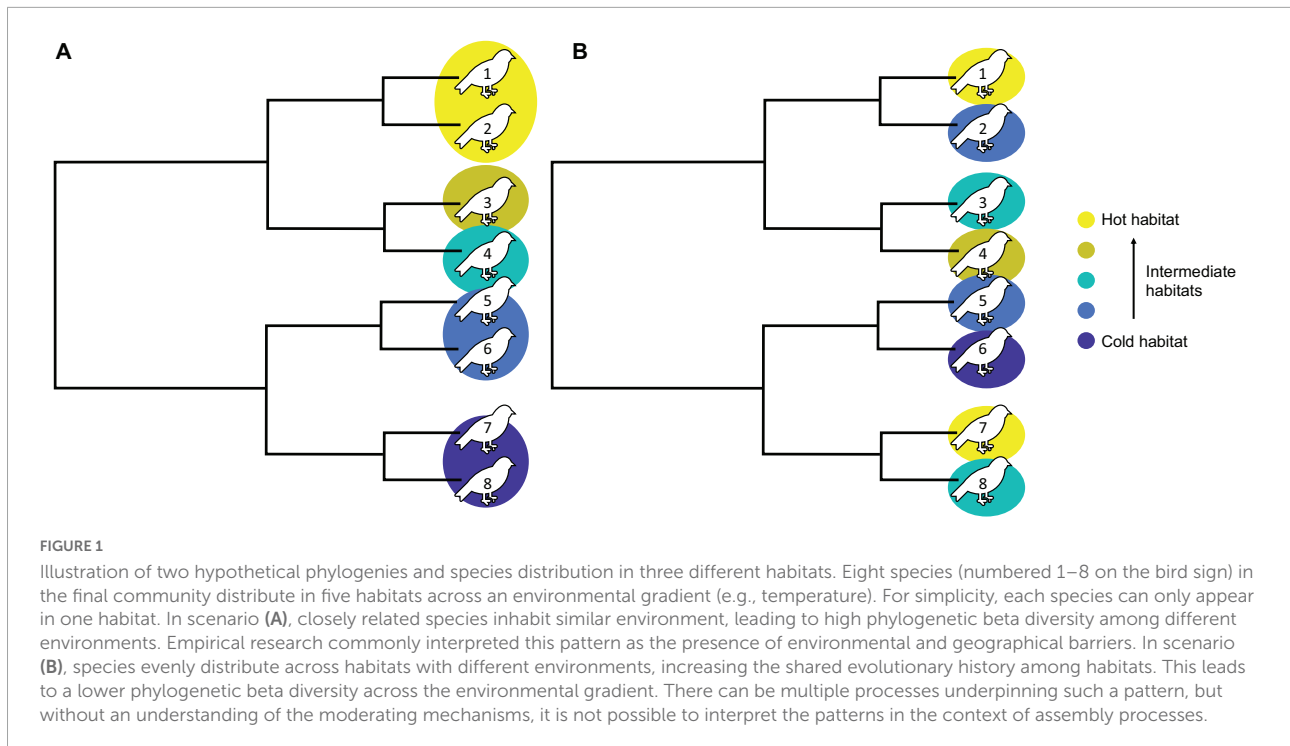 A
B
1
2
3
4
5
6
7
8
1
2
3
4
5
6
7
8
Hot habitat
Intermediate
habitats
Cold habitat
FIGURE 1
Illustration of two hypothetical phylogenies and species distribution in three different habitats. Eight species (numbered 1–8 on the bird sign) in
the final community distribute in five habitats across an environmental gradient (e.g., temperature). For simplicity, each species can only appear
in one habitat. In scenario (A), closely related species inhabit similar environment, leading to high phylogenetic beta diversity among different
environments. Empirical research commonly interpreted this pattern as the presence of environmental and geographical barriers. In scenario
(B), species evenly distribute across habitats with different environments, increasing the shared evolutionary history among habitats. This leads
to a lower phylogenetic beta diversity across the environmental gradient. There can be multiple processes underpinning such a pattern, but
without an understanding of the moderating mechanisms, it is not possible to interpret the patterns in the context of assembly processes.